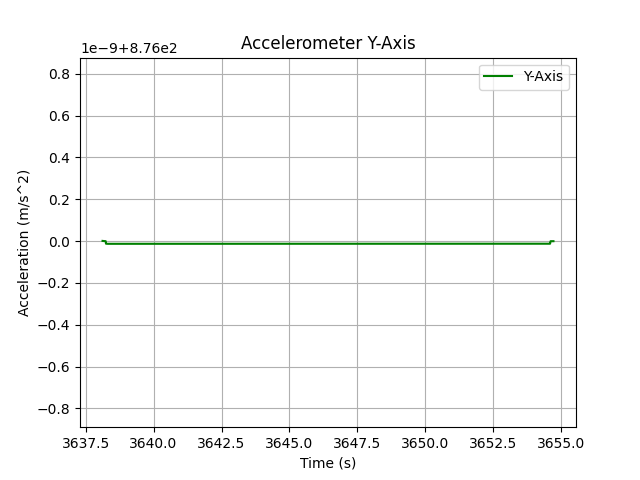 1e−9+8.76e2
Accelerometer Y-Axis
Y-Axis
Acceleration (m/s^2)
0.8
0.6
0.4
0.2
0.0
−0.2
−0.4
−0.6
−0.8
3637.5 3640.0 3642.5 3645.0 3647.5 3650.0 3652.5 3655.0
Time (s)